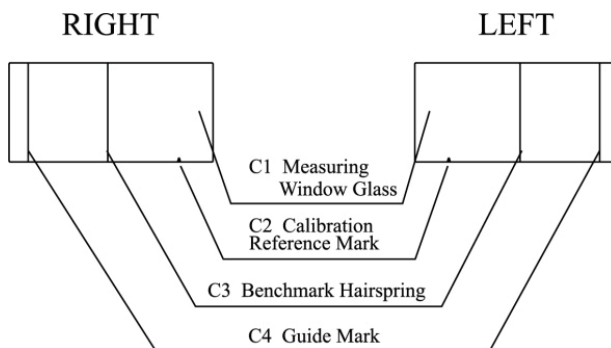 RIGHT
LEFT
C1 Measuring
Window Glass
C2 Calibration
Reference Mark
C3 Benchmark Hairspring
C4 Guide Mark